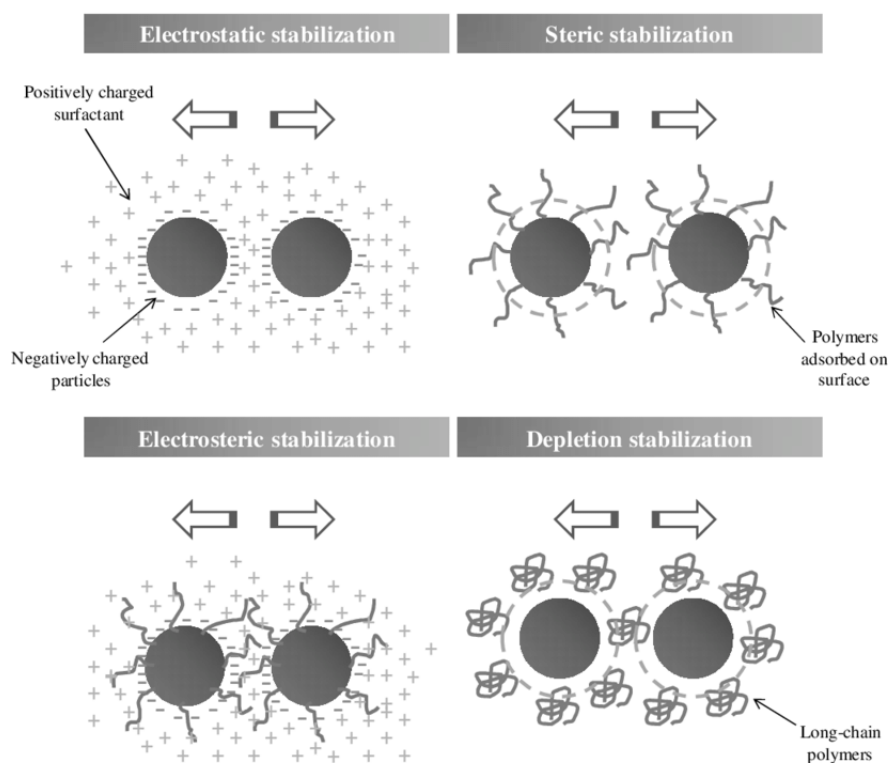 Electrostatic stabilization
Steric stabilization
Positively charged
surfactant
Negatively charged
particles
Polymers
adsorbed on
surface
Electrosteric stabilization
Depletion stabilization
Long-chain
polymers